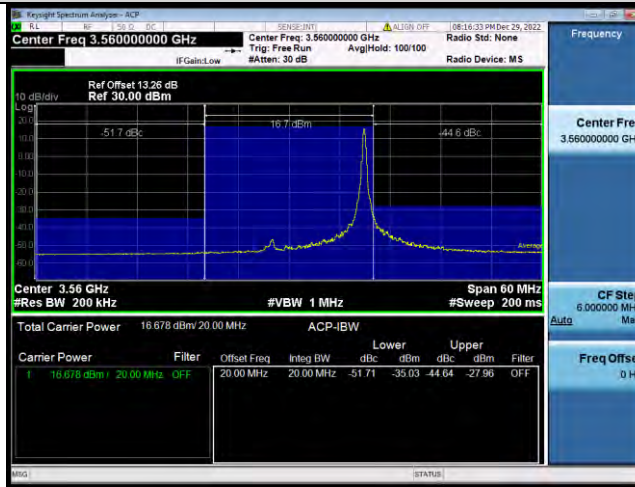 Keysight Spectrum Analyzer - ACP
RL RF 50 Ω DC SENSE:INT ALIGN OFF 08:16:33 PM Dec 29, 2022
Center Freq 3.560000000 GHz Center Freq: 3.560000000 GHz Radio Std: None
Trig: Free Run Avg|Hold: 100/100
IFGain:Low #Atten: 30 dB Radio Device: MS
Ref Offset 13.26 dB
10 dB/div Ref 30.00 dBm
Log
20.0
10.0
0.00
-10.0
-20.0
-30.0
-40.0
-50.0
-60.0
-51.7 dBc 16.7 dBm -44.6 dBc
Average
Center 3.56 GHz Span 60 MHz
#Res BW 200 kHz #VBW 1 MHz #Sweep 200 ms
Total Carrier Power 16.678 dBm/ 20.00 MHz ACP-IBW
Lower Upper
Carrier Power Filter Offset Freq Integ BW dBc dBm dBc dBm Filter
1 16.678 dBm / 20.00 MHz OFF 20.00 MHz 20.00 MHz -51.71 -35.03 -44.64 -27.96 OFF
MSG STATUS
Frequency
Center Fre
3.560000000 GH
CF Ste
6.000000 MH
Auto Ma
Freq Offse
0 H